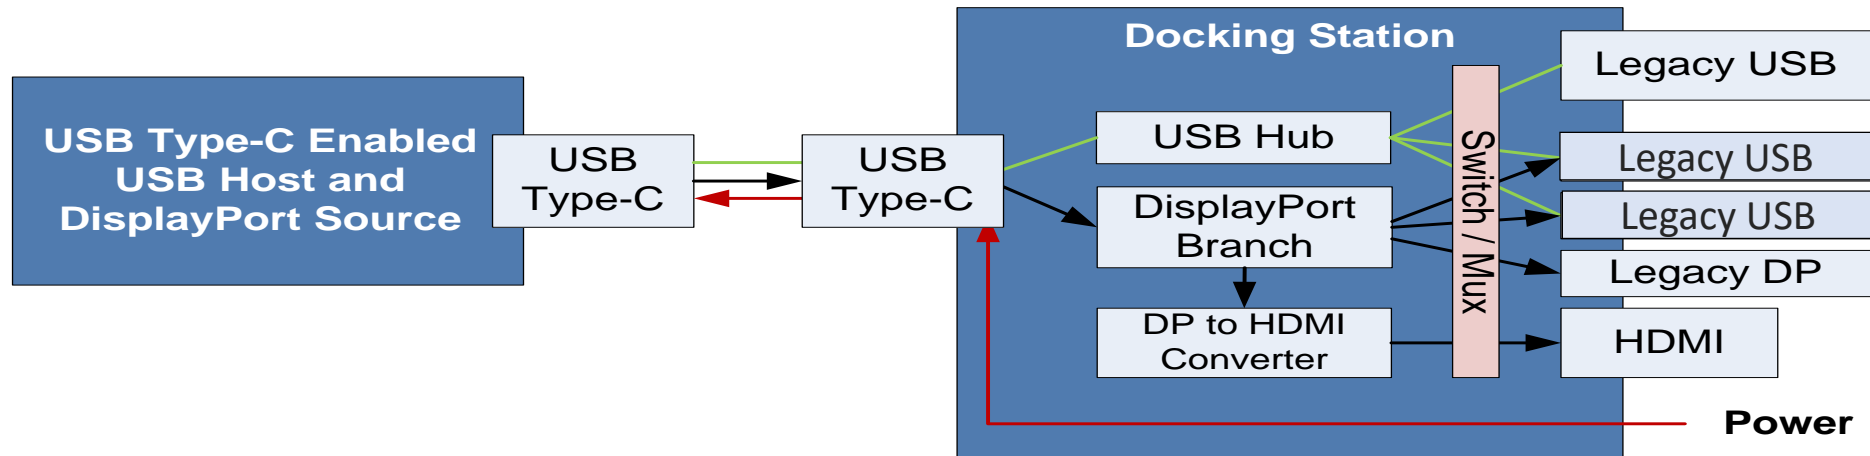 Docking Station
USB Type-C Enabled
USB Host and
DisplayPort Source
USB
Type-C
USB
Type-C
USB Hub
DisplayPort
Branch
DP to HDMI
Converter
Switch / Mux
Legacy USB
Legacy USB
Legacy USB
Legacy DP
HDMI
Power